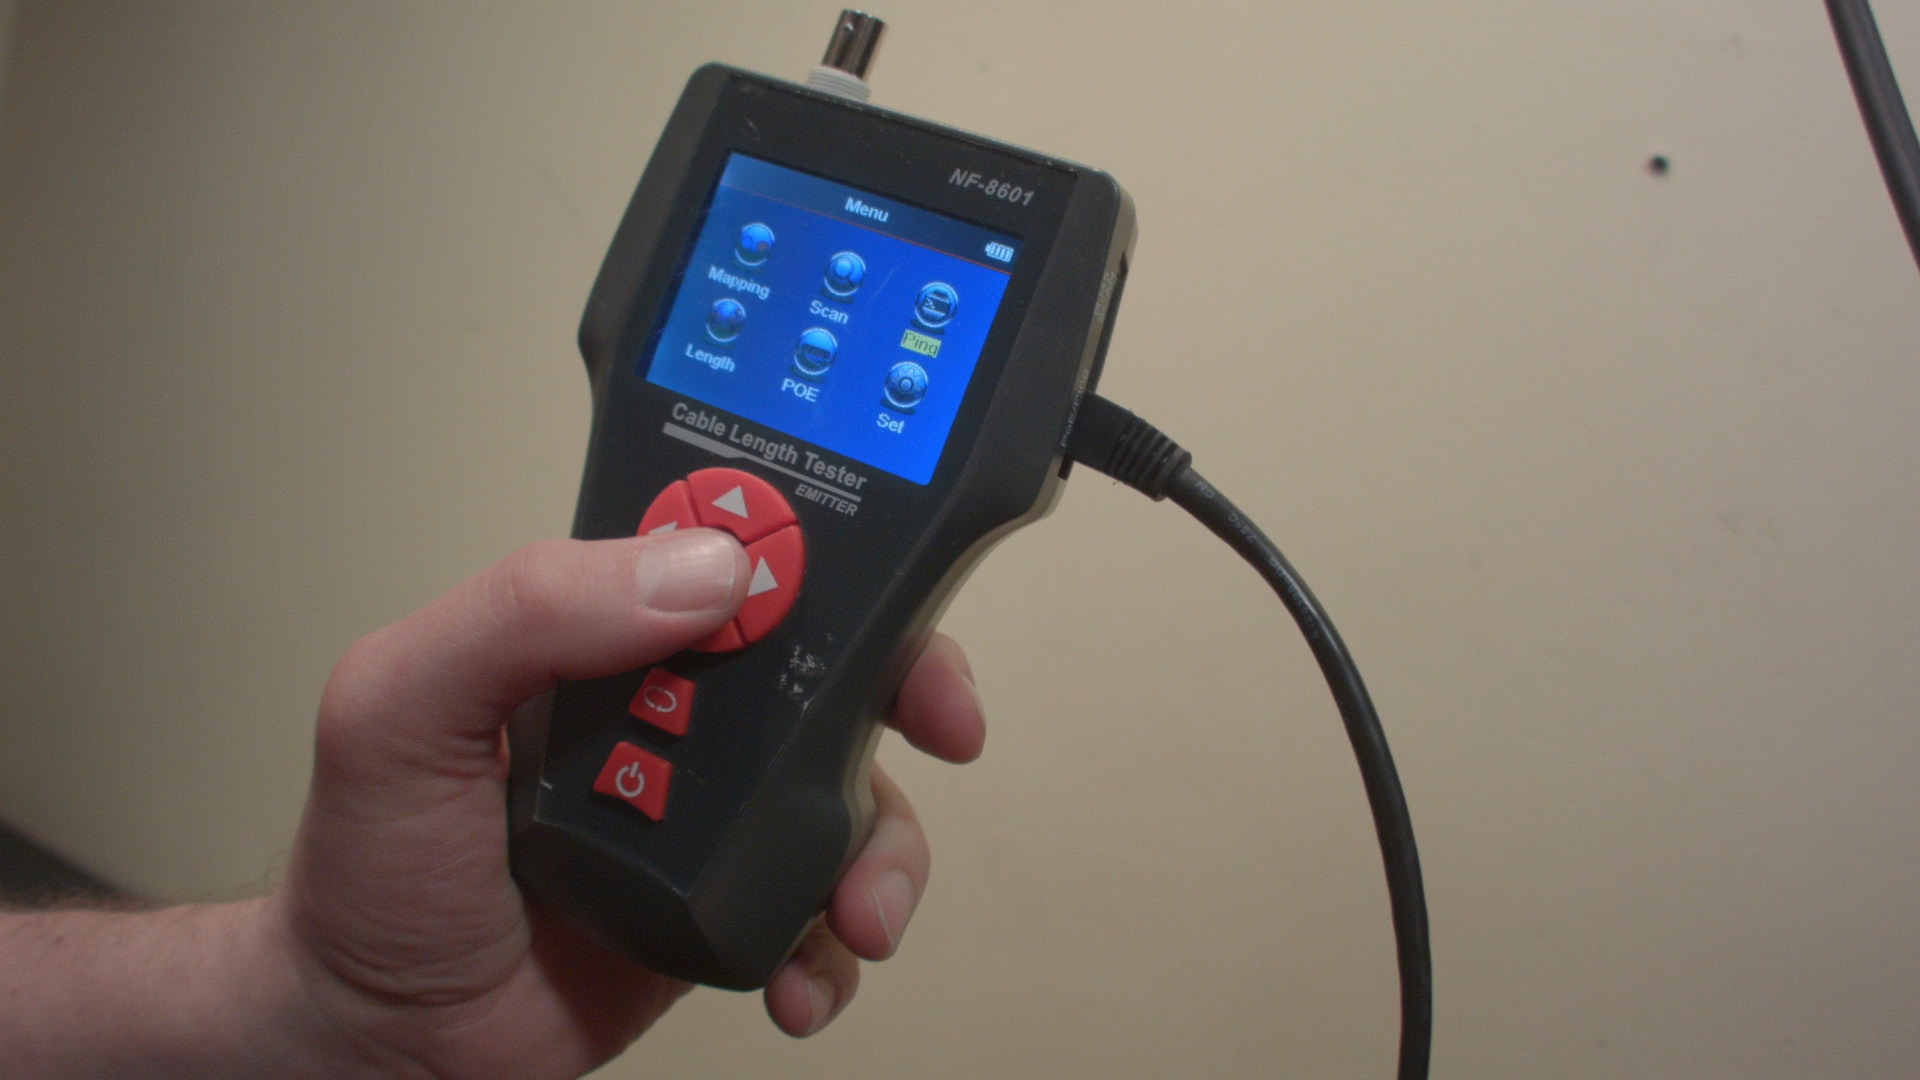 NF-8601
Menu
Mapping
Scan
Ping
Length
POE
Set
Cable Length Tester
EMITTER